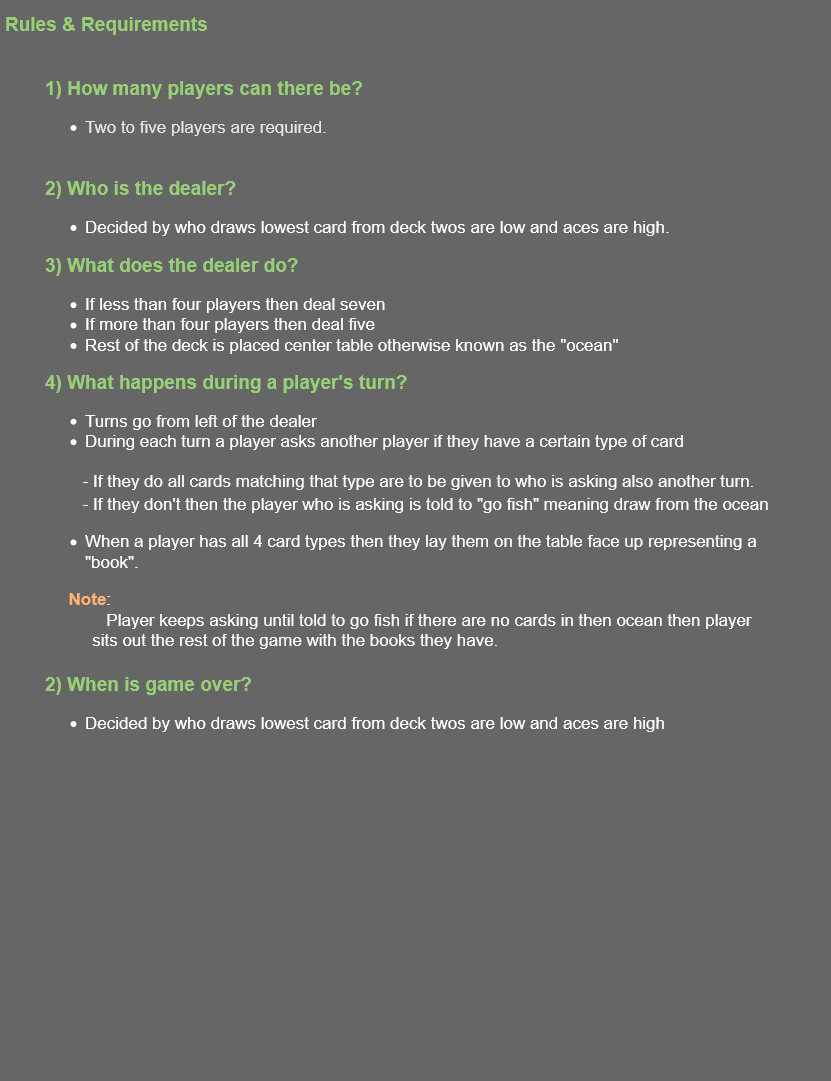 Rules & Requirements
1) How many players can there be?
• Two to five players are required.
2) Who is the dealer?
• Decided by who draws lowest card from deck twos are low and aces are high.
3) What does the dealer do?
• If less than four players then deal seven
• If more than four players then deal five
• Rest of the deck is placed center table otherwise known as the "ocean"
4) What happens during a player's turn?
• Turns go from left of the dealer
• During each turn a player asks another player if they have a certain type of card
- If they do all cards matching that type are to be given to who is asking also another turn.
- If they don't then the player who is asking is told to "go fish" meaning draw from the ocean
• When a player has all 4 card types then they lay them on the table face up representing a
"book".
Note:
Player keeps asking until told to go fish if there are no cards in then ocean then player
sits out the rest of the game with the books they have.
2) When is game over?
• Decided by who draws lowest card from deck twos are low and aces are high